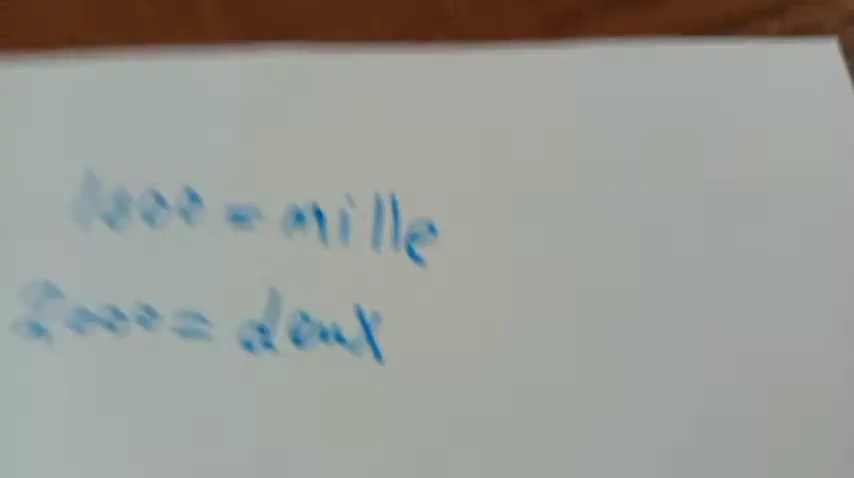 1000 = mille
2000 = deux